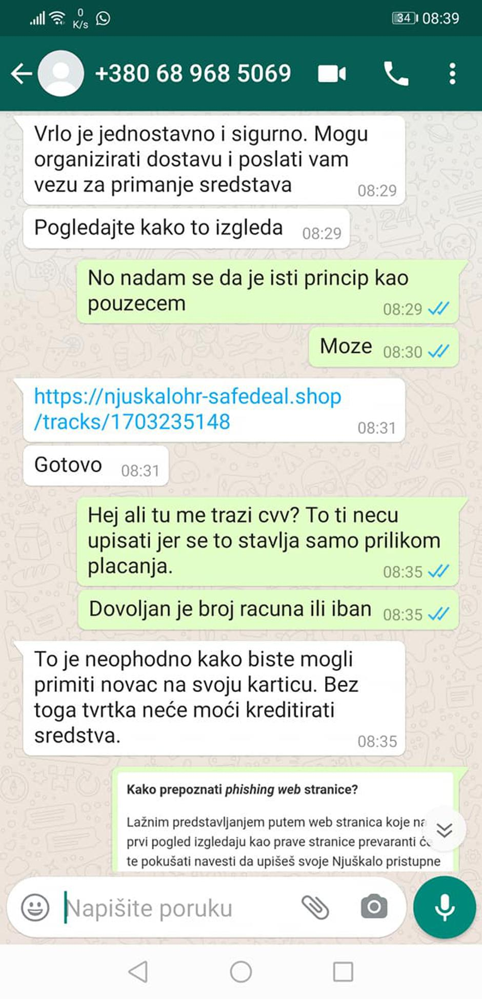 0
K/s
34
08:39
+380 68 968 5069
Vrlo je jednostavno i sigurno. Mogu
organizirati dostavu i poslati vam
vezu za primanje sredstava
08:29
Pogledajte kako to izgleda
08:29
No nadam se da je isti princip kao
pouzecem
08:29
Moze
08:30
https://njuskalohr-safedeal.shop
/tracks/1703235148
08:31
Gotovo
08:31
Hej ali tu me trazi cvv? To ti necu
upisati jer se to stavlja samo prilikom
placanja.
08:35
Dovoljan je broj racuna ili iban
08:35
To je neophodno kako biste mogli
primiti novac na svoju karticu. Bez
toga tvrtka neće moći kreditirati
sredstva.
08:35
Kako prepoznati phishing web stranice?
Lažnim predstavljanjem putem web stranica koje na
prvi pogled izgledaju kao prave stranice prevaranti će
te pokušati navesti da upišeš svoje Njuškalo pristupne
Napišite poruku